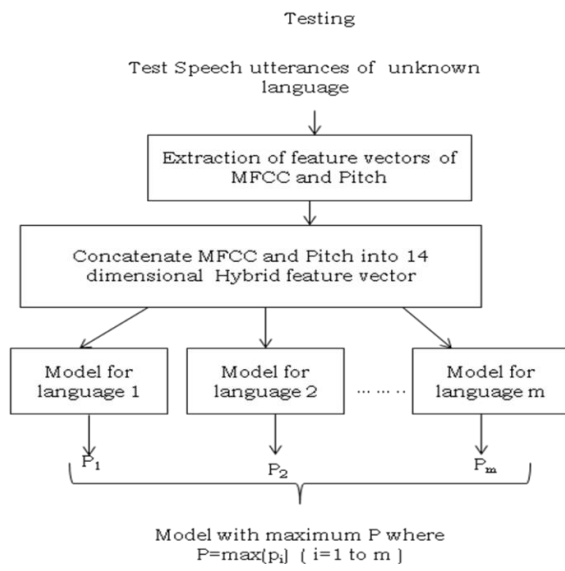 Testing
Test Speech utterances of unknown
language
Extraction of feature vectors of
MFCC and Pitch
Concatenate MFCC and Pitch into 14
dimensional Hybrid feature vector
Model for
language 1
Model for
language 2
... ... ..
Model for
language m
P₁
P₂
Pₘ
Model with maximum P where
P=max(pᵢ) ( i=1 to m )